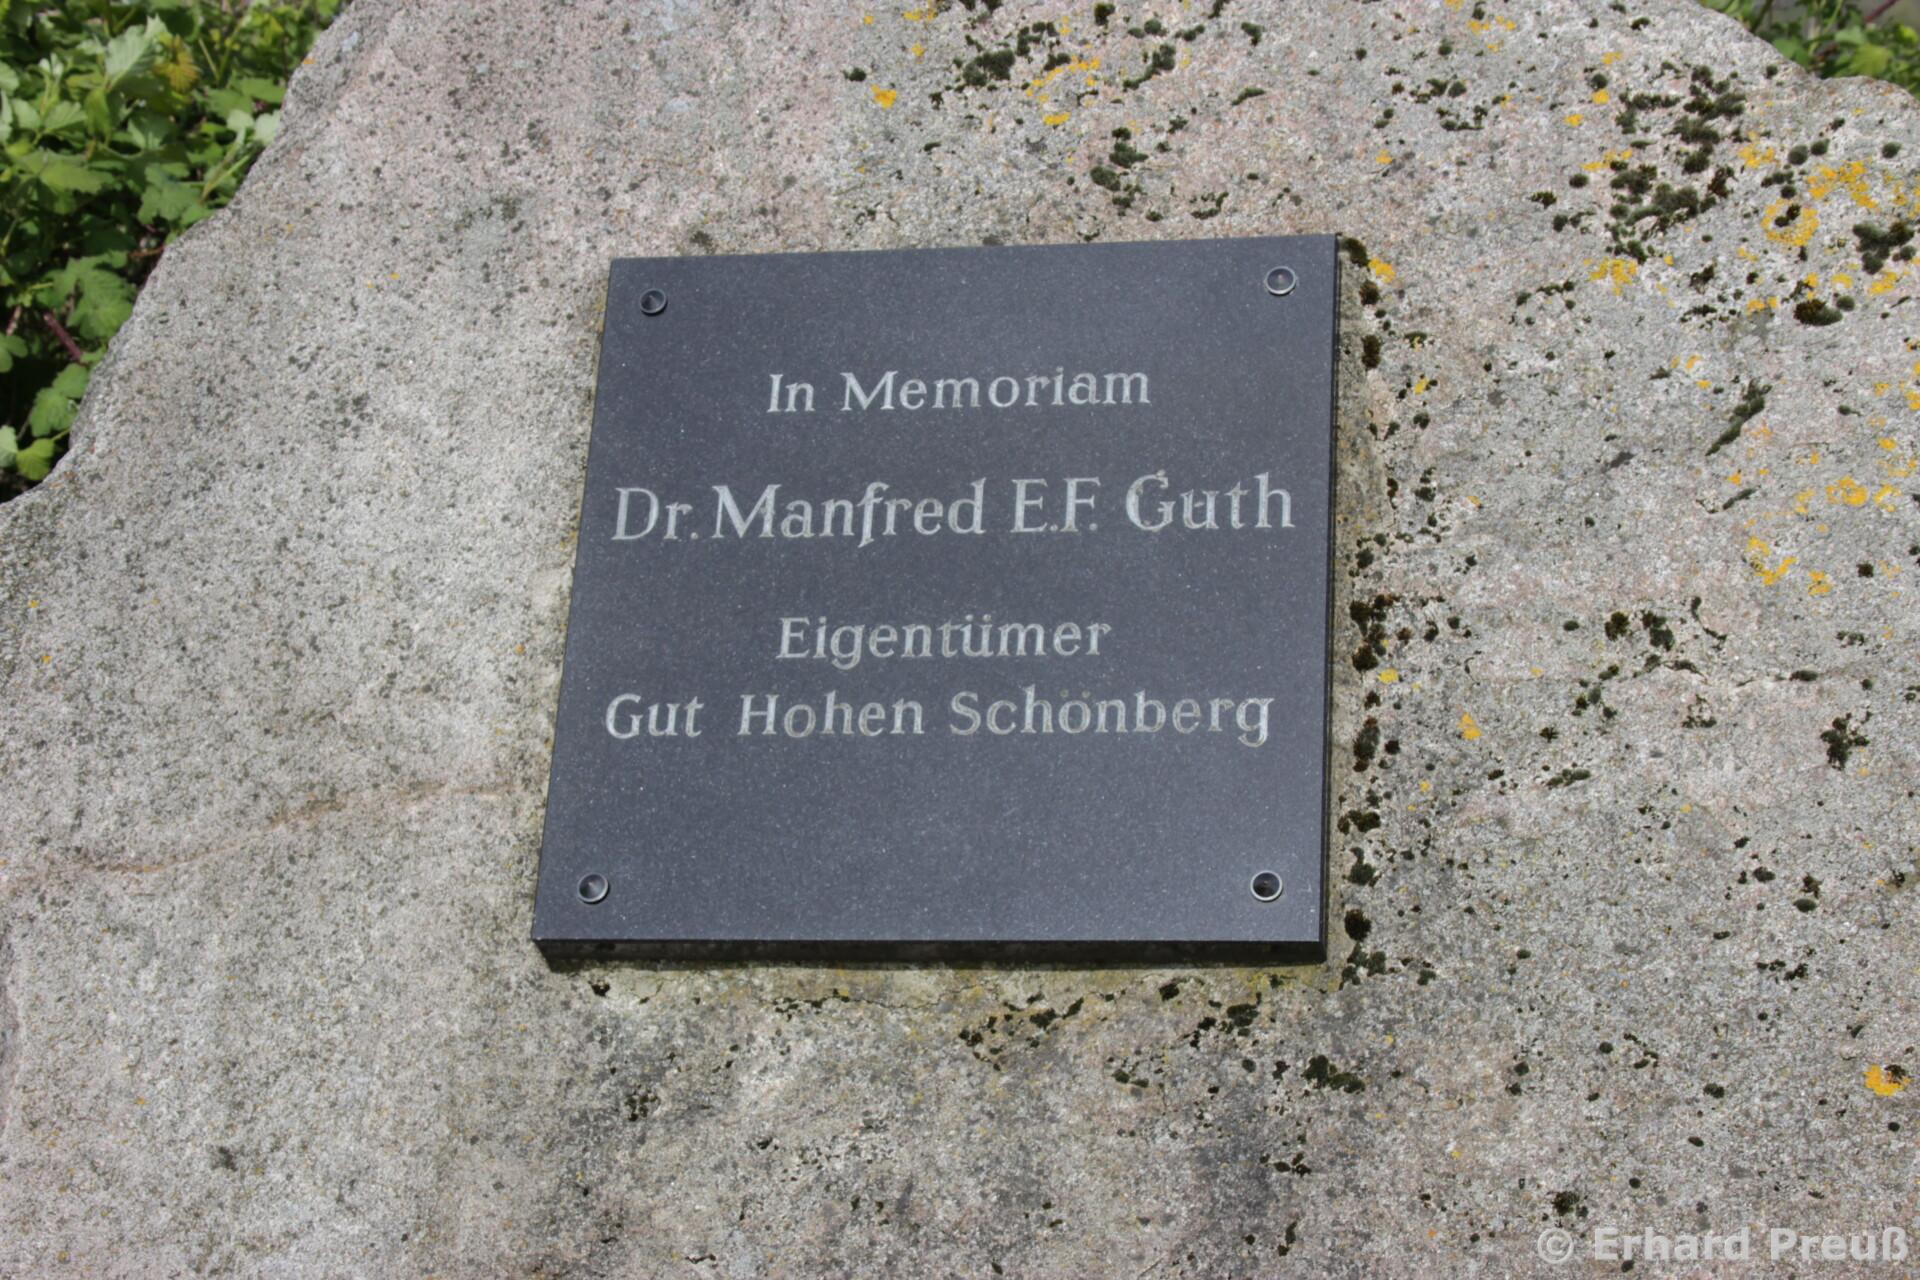 In Memoriam
Dr. Manfred E.F. Guth
Eigentümer
Gut Hohen Schönberg
© Erhard Preuß